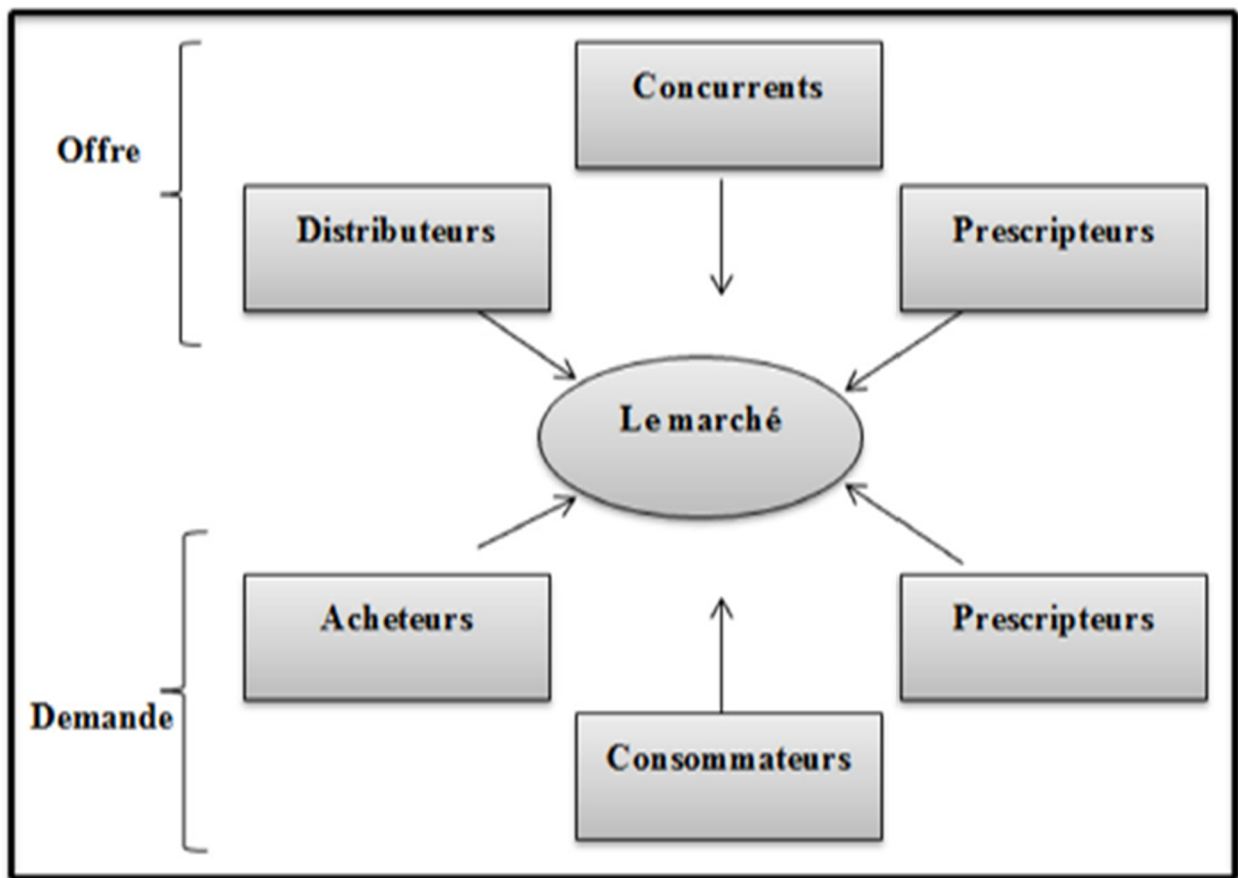 Concurrents
Offre
Distributeurs
Prescripteurs
Le marché
Acheteurs
Prescripteurs
Demande
Consommateurs